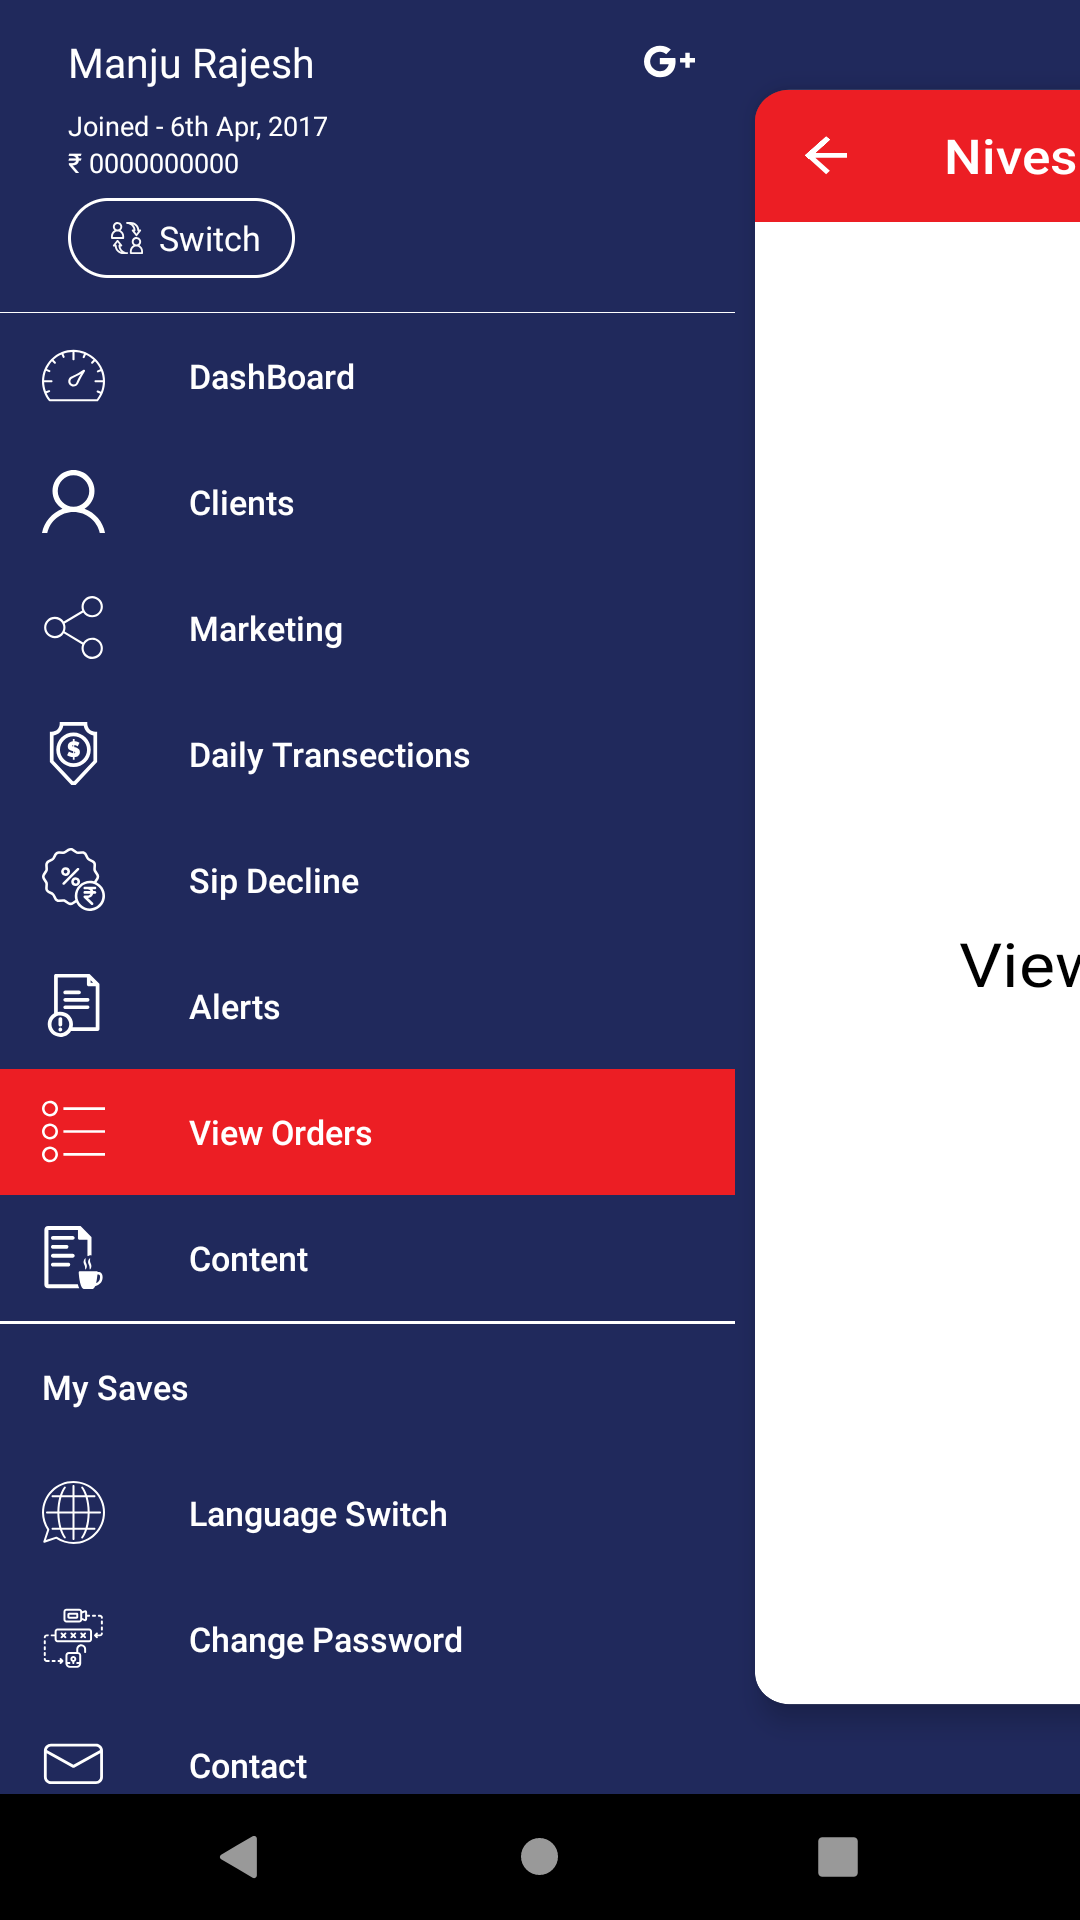 Manju Rajesh
G+
Joined - 6th Apr, 2017
₹ 0000000000
Switch
Nives
DashBoard
Clients
Marketing
Daily Transections
Sip Decline
Alerts
View Orders
Content
My Saves
Language Switch
Change Password
Contact
View